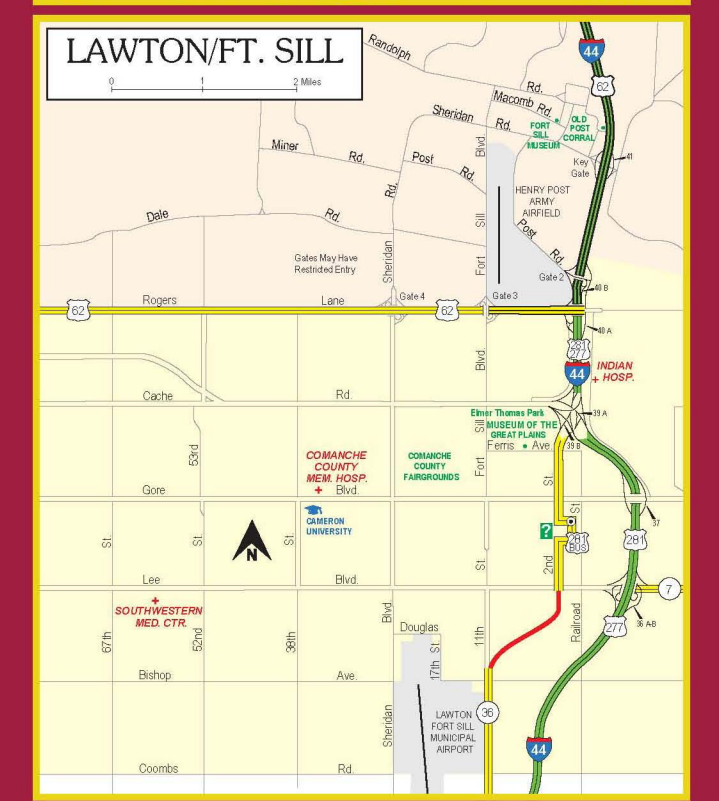 LAWTON/FT. SILL
0 1 2 Miles
Randolph
Rd.
44
62
Macomb Rd.
Sheridan
Rd.
FORT
SILL
MUSEUM
OLD
POST
CORRAL
Blvd
Key
Gate
41
Miner
Rd.
Post
Rd.
Rd.
HENRY POST
ARMY
AIRFIELD
Dale
Rd.
Sill
Post
Rd.
Gates May Have
Restricted Entry
Sheridan
Fort
Gate 2
40 B
Rogers
Lane
Gate 4
Gate 3
62
62
40 A
281
277
Blvd
44
INDIAN
HOSP.
Cache
Rd.
Elmer Thomas Park
39 A
MUSEUM OF THE
GREAT PLAINS
Sill
Ferris
Ave.
39 B
53rd
COMANCHE
COUNTY
MEM. HOSP.
COMANCHE
COUNTY
FAIRGROUNDS
Fort
St
Gore
Blvd.
St
37
CAMERON
UNIVERSITY
N
?
281
BUS
281
St.
St.
St.
St.
2nd
Lee
Blvd.
7
SOUTHWESTERN
MED. CTR.
Blvd
Railroad
36 A-B
277
67th
52nd
38th
Douglas
11th
17th St.
Bishop
Ave.
Sheridan
LAWTON
FORT SILL
MUNICIPAL
AIRPORT
36
44
Coombs
Rd.